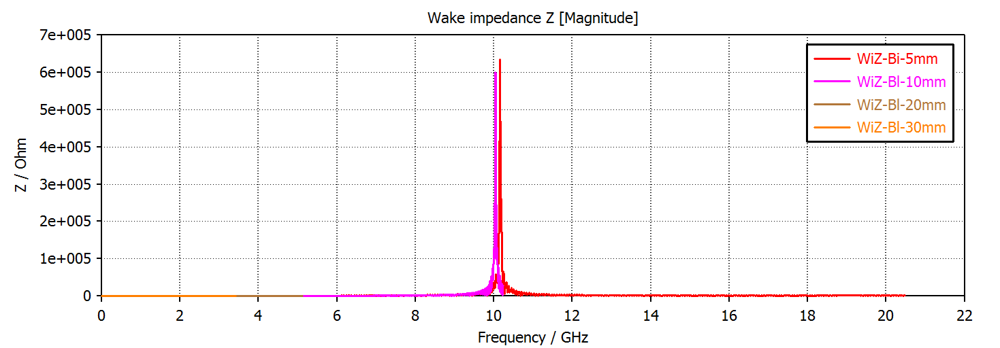 Wake impedance Z [Magnitude]
7e+005
6e+005
5e+005
4e+005
3e+005
2e+005
1e+005
0
Z / Ohm
WiZ-Bi-5mm
WiZ-Bl-10mm
WiZ-Bl-20mm
WiZ-Bl-30mm
0 2 4 6 8 10 12 14 16 18 20 22
Frequency / GHz